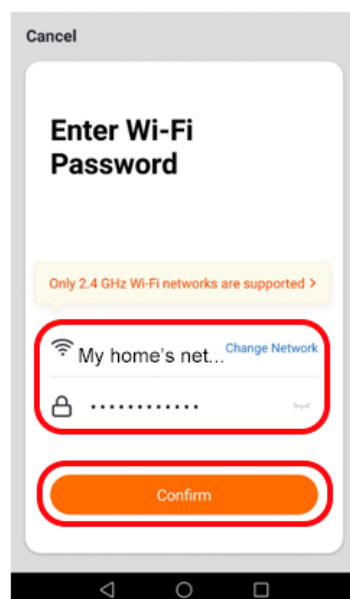 Cancel
Enter Wi-Fi
Password
Only 2.4 GHz Wi-Fi networks are supported >
My home's net... Change Network
••••••••••••
Confirm